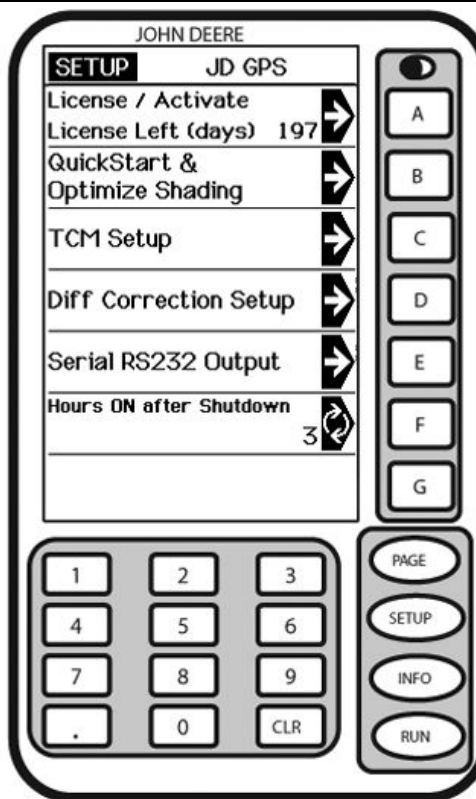 JOHN DEERE
SETUP JD GPS
License / Activate
License Left (days) 197
QuickStart &
Optimize Shading
TCM Setup
Diff Correction Setup
Serial RS232 Output
Hours ON after Shutdown
3
A
B
C
D
E
F
G
1 2 3
4 5 6
7 8 9
. 0 CLR
PAGE
SETUP
INFO
RUN